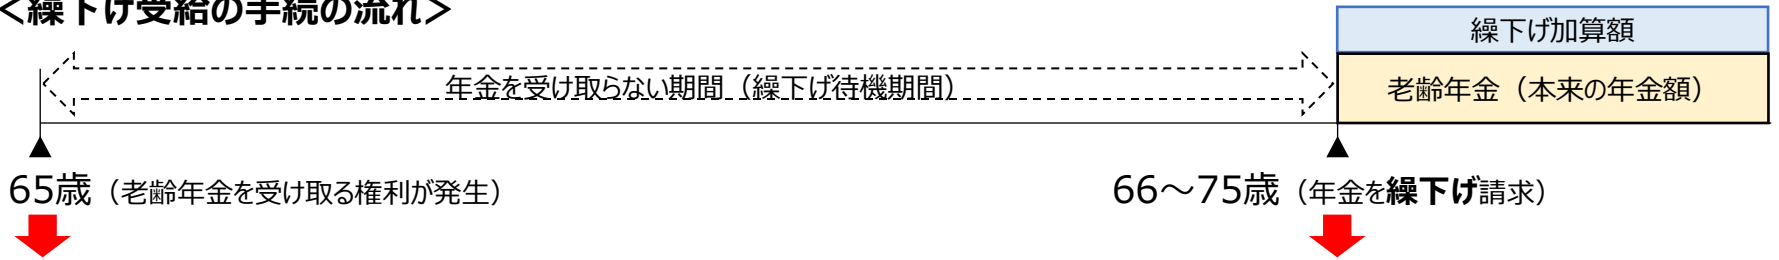 ＜繰下げ受給の手続の流れ＞
繰下げ加算額
年金を受け取らない期間（繰下げ待機期間）
老齢年金（本来の年金額）
65歳（老齢年金を受け取る権利が発生）
66～75歳（年金を繰下げ請求）